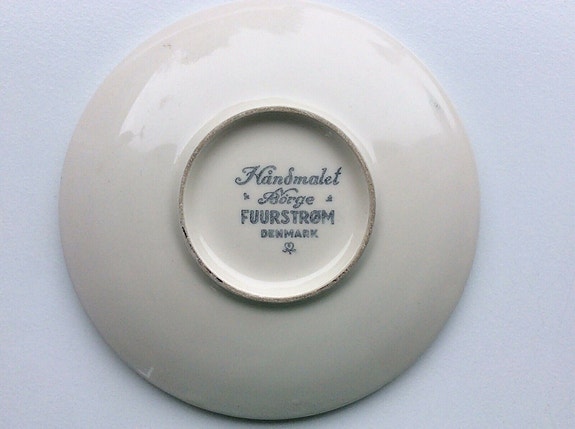 Håndmalet
Børge
FUURSTRØM
DENMARK